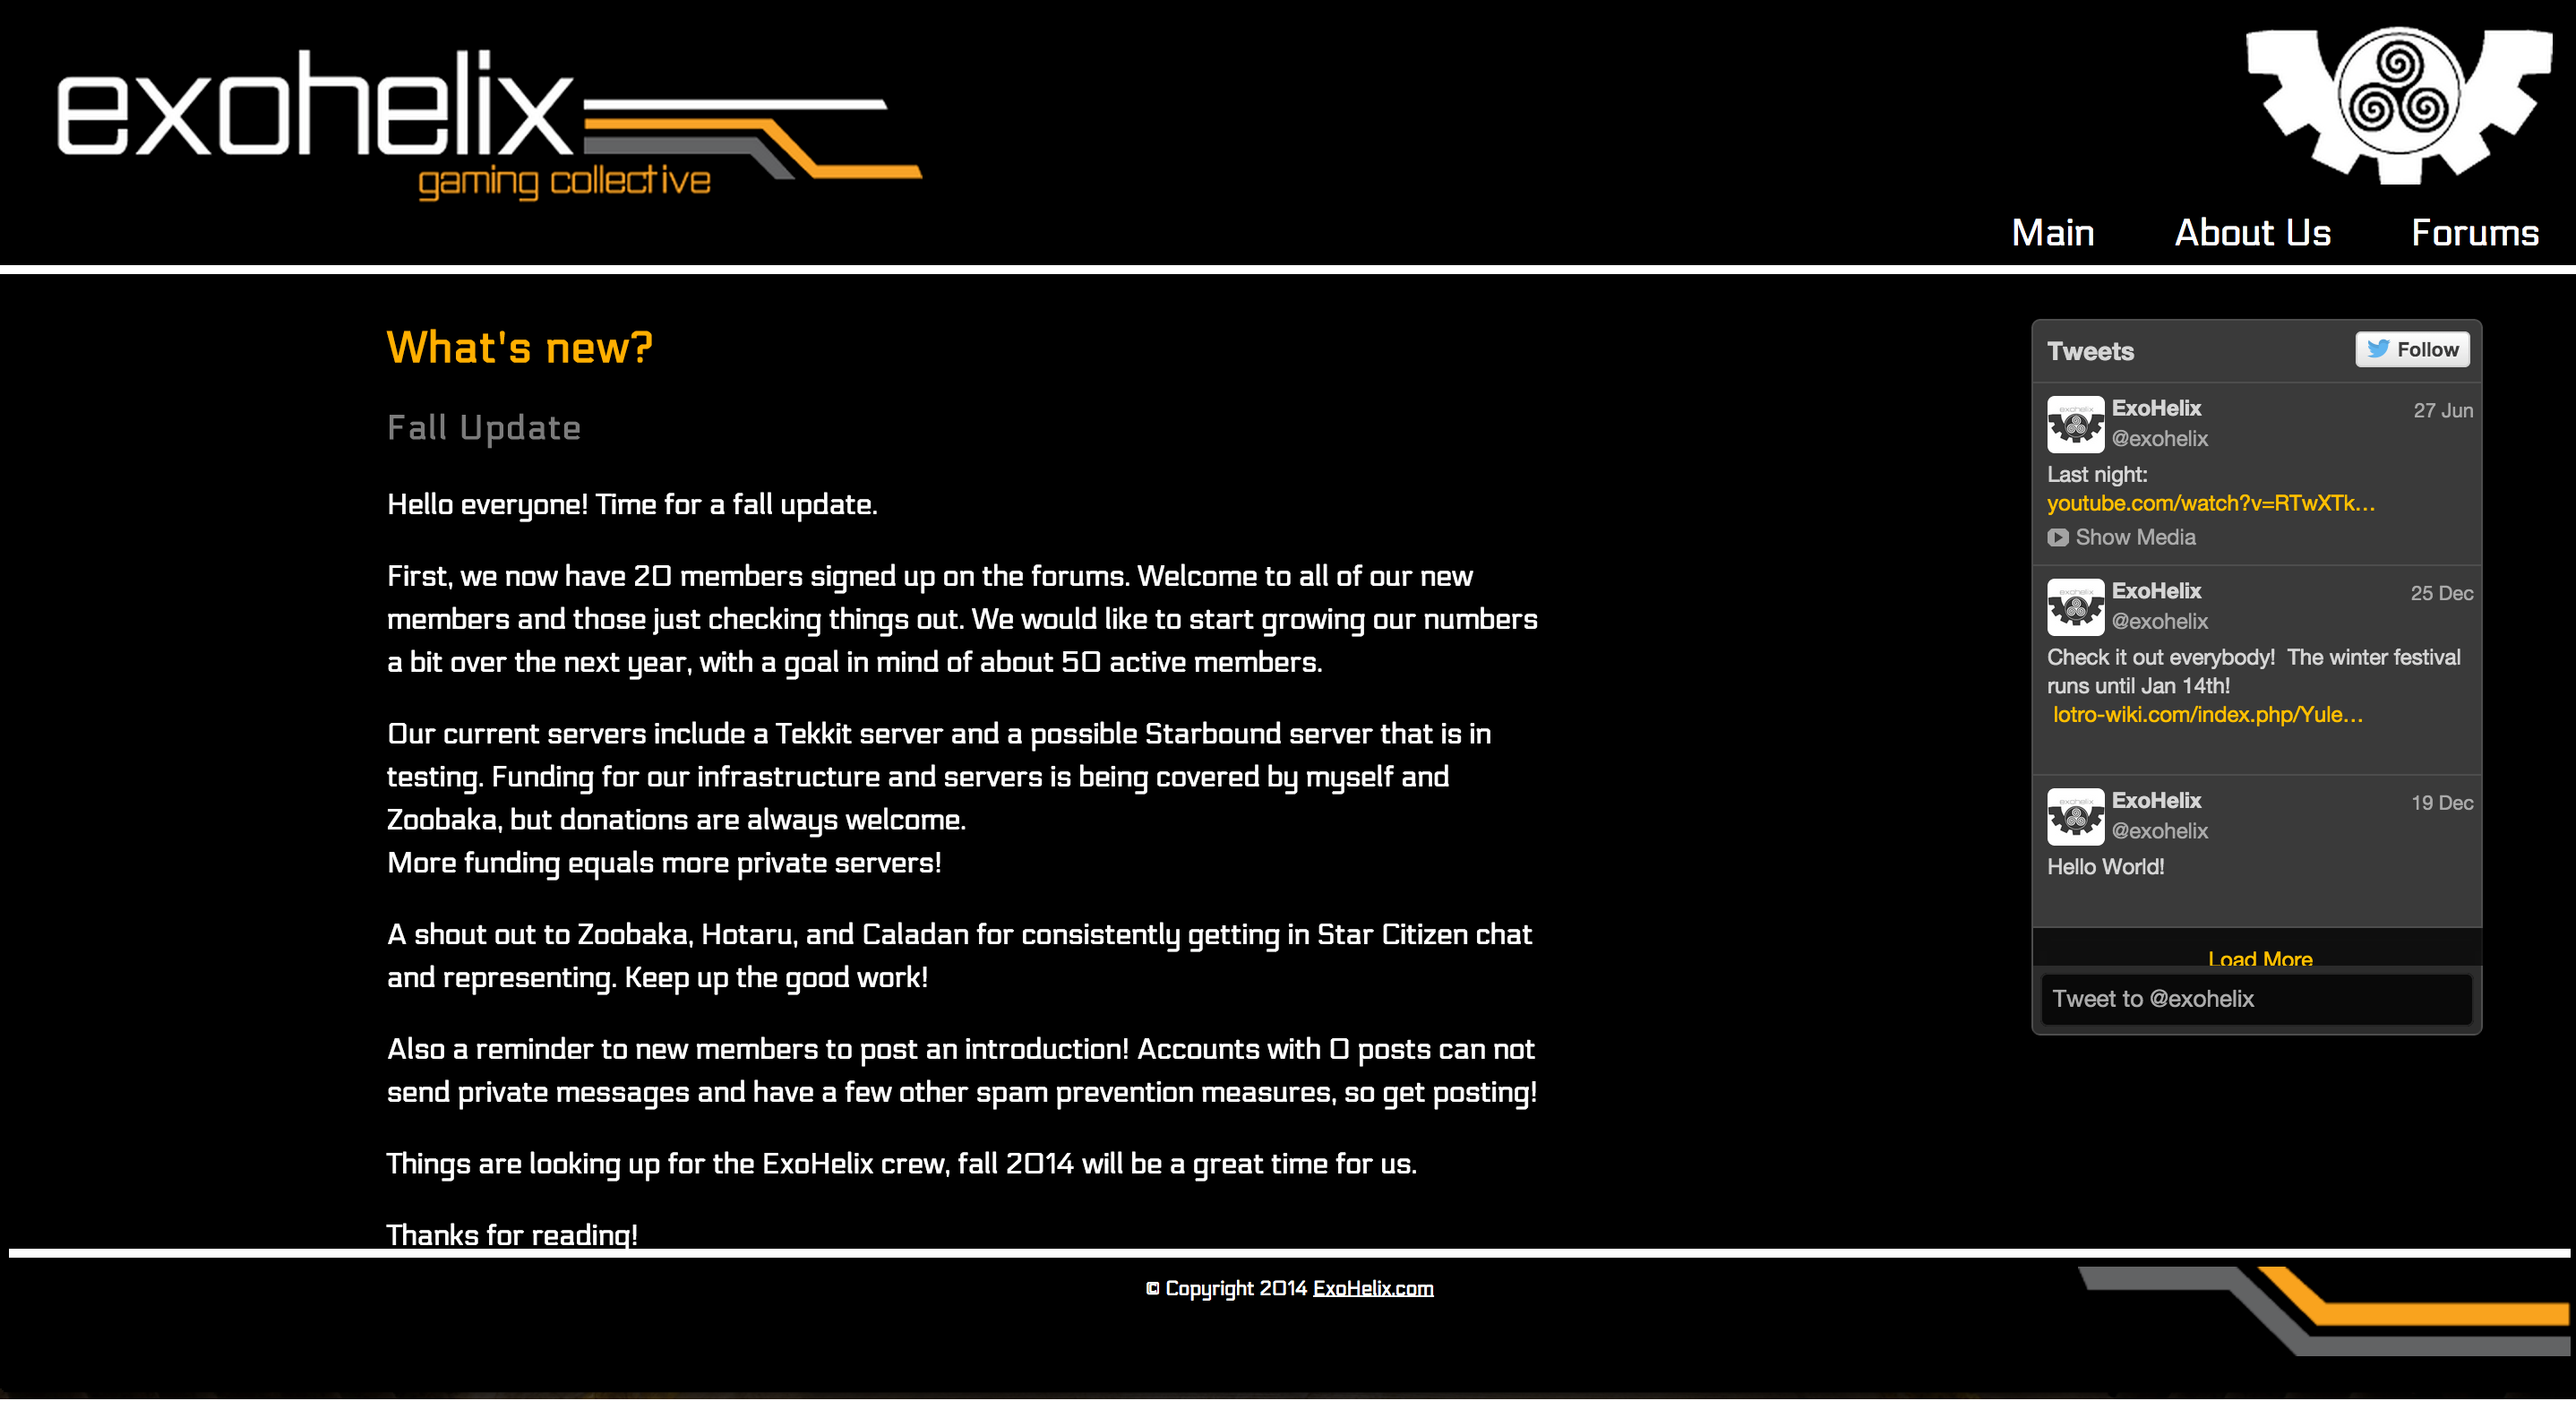 exohelix
gaming collective
Main
About Us
Forums
What's new?
Fall Update
Hello everyone! Time for a fall update.
First, we now have 20 members signed up on the forums. Welcome to all of our new
members and those just checking things out. We would like to start growing our numbers
a bit over the next year, with a goal in mind of about 50 active members.
Our current servers include a Tekkit server and a possible Starbound server that is in
testing. Funding for our infrastructure and servers is being covered by myself and
Zoobaka, but donations are always welcome.
More funding equals more private servers!
A shout out to Zoobaka, Hotaru, and Caladan for consistently getting in Star Citizen chat
and representing. Keep up the good work!
Also a reminder to new members to post an introduction! Accounts with 0 posts can not
send private messages and have a few other spam prevention measures, so get posting!
Things are looking up for the ExoHelix crew, fall 2014 will be a great time for us.
Thanks for reading!
Tweets
Follow
exohelix
ExoHelix
27 Jun
@exohelix
Last night:
youtube.com/watch?v=RTwXTk…
Show Media
exohelix
ExoHelix
25 Dec
@exohelix
Check it out everybody!  The winter festival
runs until Jan 14th!
lotro-wiki.com/index.php/Yule…
exohelix
ExoHelix
19 Dec
@exohelix
Hello World!
Load More
Tweet to @exohelix
© Copyright 2014 ExoHelix.com